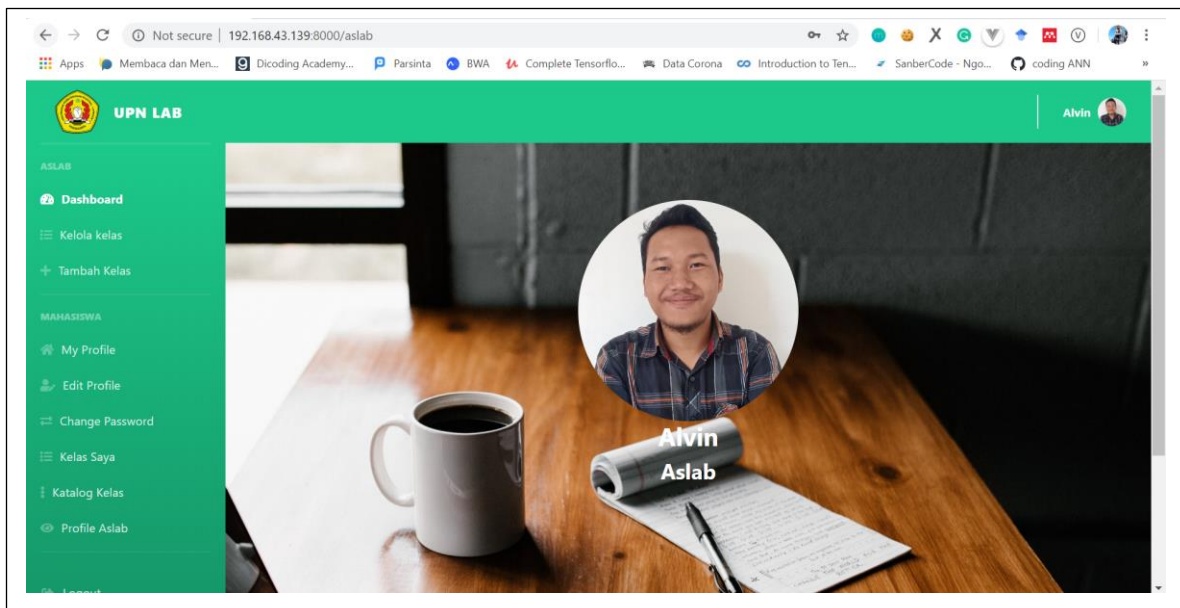 Not secure | 192.168.43.139:8000/aslab
Apps Membaca dan Men... Dicoding Academy... Parsinta BWA Complete Tensorflo... Data Corona Introduction to Ten... SanberCode - Ngo... coding ANN »
UPN LAB
Alvin
ASLAB
Dashboard
Kelola kelas
Tambah Kelas
MAHASISWA
My Profile
Edit Profile
Change Password
Kelas Saya
Katalog Kelas
Profile Aslab
Logout
Alvin
Aslab